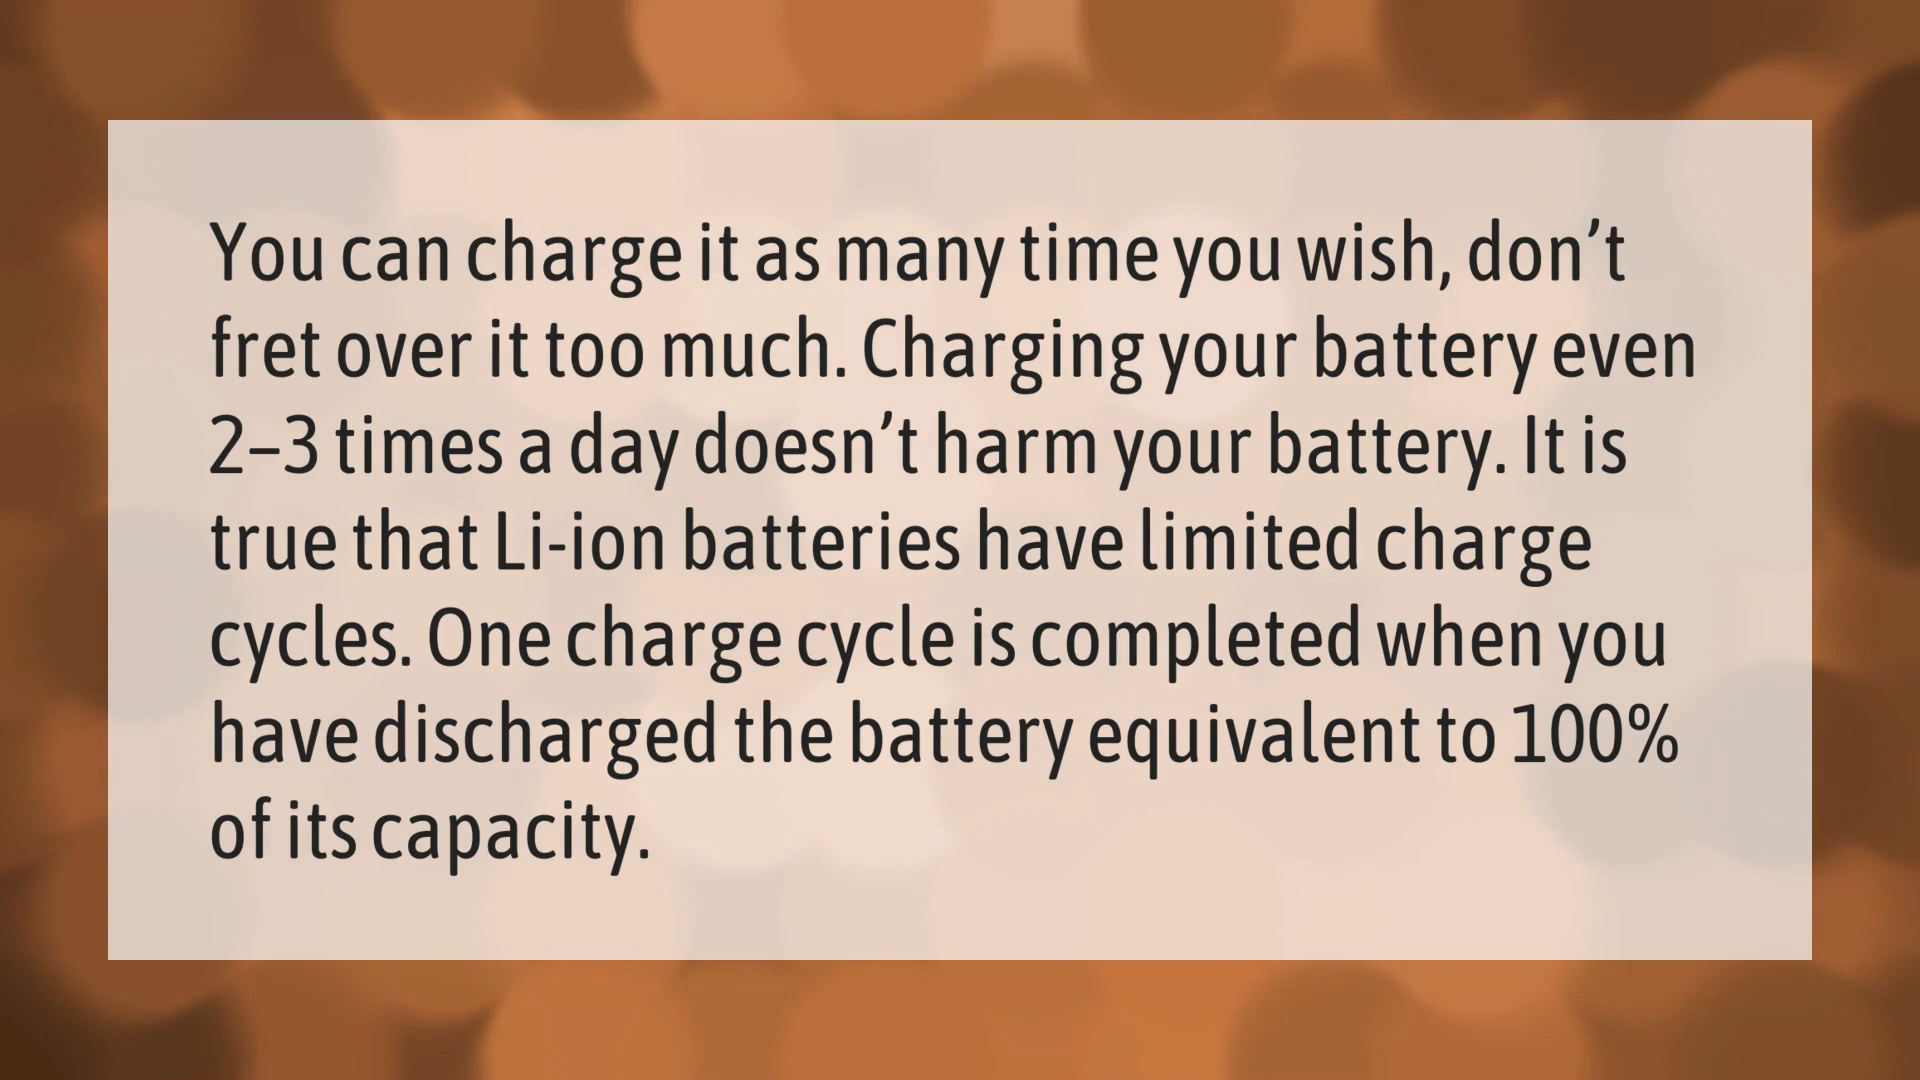 You can charge it as many time you wish, don’t
fret over it too much. Charging your battery even
2–3 times a day doesn’t harm your battery. It is
true that Li-ion batteries have limited charge
cycles. One charge cycle is completed when you
have discharged the battery equivalent to 100%
of its capacity.